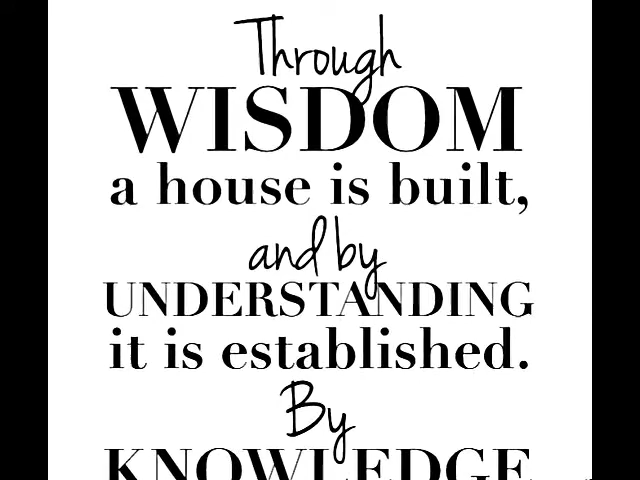 Through
WISDOM
a house is built,
and by
UNDERSTANDING
it is established.
By
KNOWLEDGE